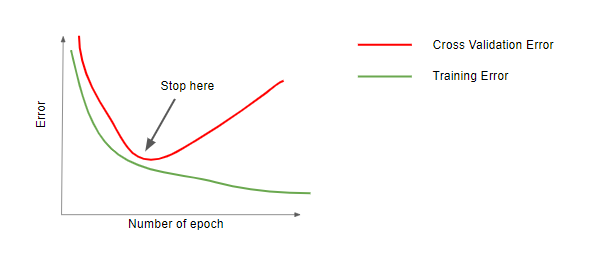 Cross Validation Error
Training Error
Stop here
Error
Number of epoch